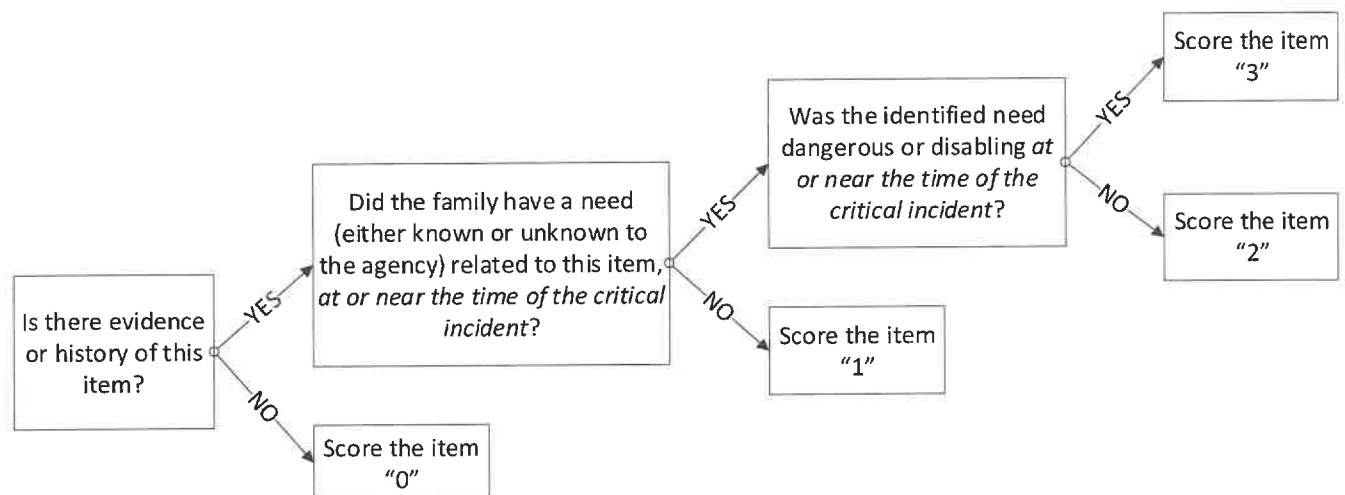 Is there evidence
or history of this
item?
YES
NO
Score the item
“0”
Did the family have a need
(either known or unknown to
the agency) related to this item,
at or near the time of the critical
incident?
YES
NO
Score the item
“1”
Was the identified need
dangerous or disabling at
or near the time of the
critical incident?
YES
NO
Score the item
“3”
Score the item
“2”